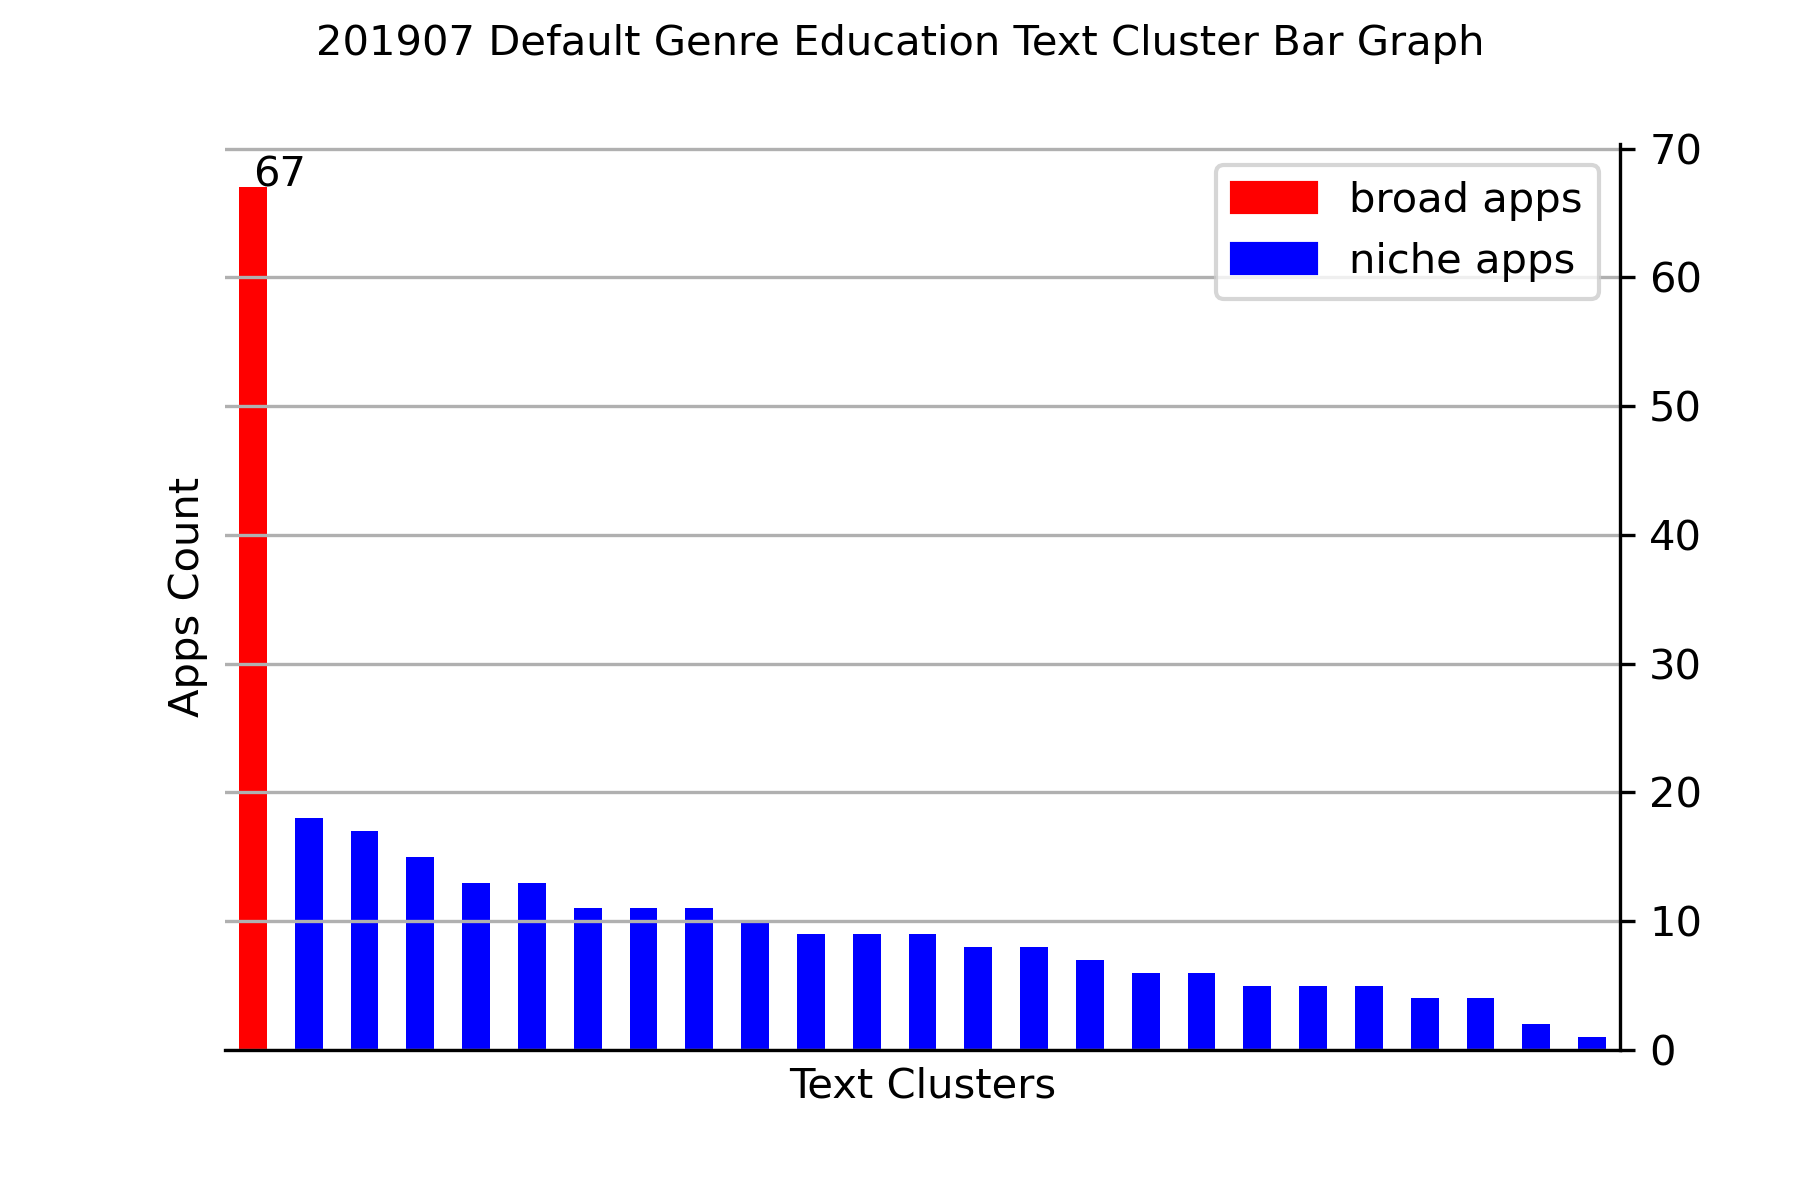 201907 Default Genre Education Text Cluster Bar Graph
67
broad apps
niche apps
70
60
50
40
30
20
10
0
Apps Count
Text Clusters